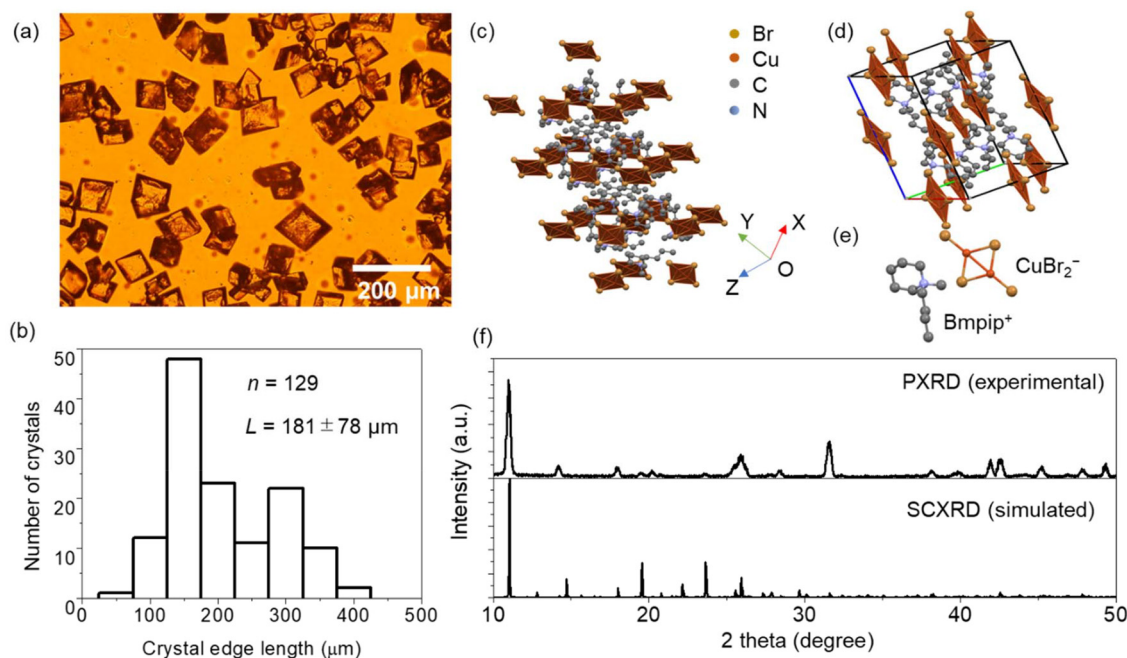 (a)
200 μm
(b)
50
40
30
20
10
0
Number of crystals
n = 129
L = 181 ± 78 μm
0 100 200 300 400 500
Crystal edge length (μm)
(c)
Br
Cu
C
N
Y
X
Z
O
(d)
(e)
CuBr₂⁻
Bmpip⁺
(f)
Intensity (a.u.)
PXRD (experimental)
SCXRD (simulated)
10 20 30 40 50
2 theta (degree)